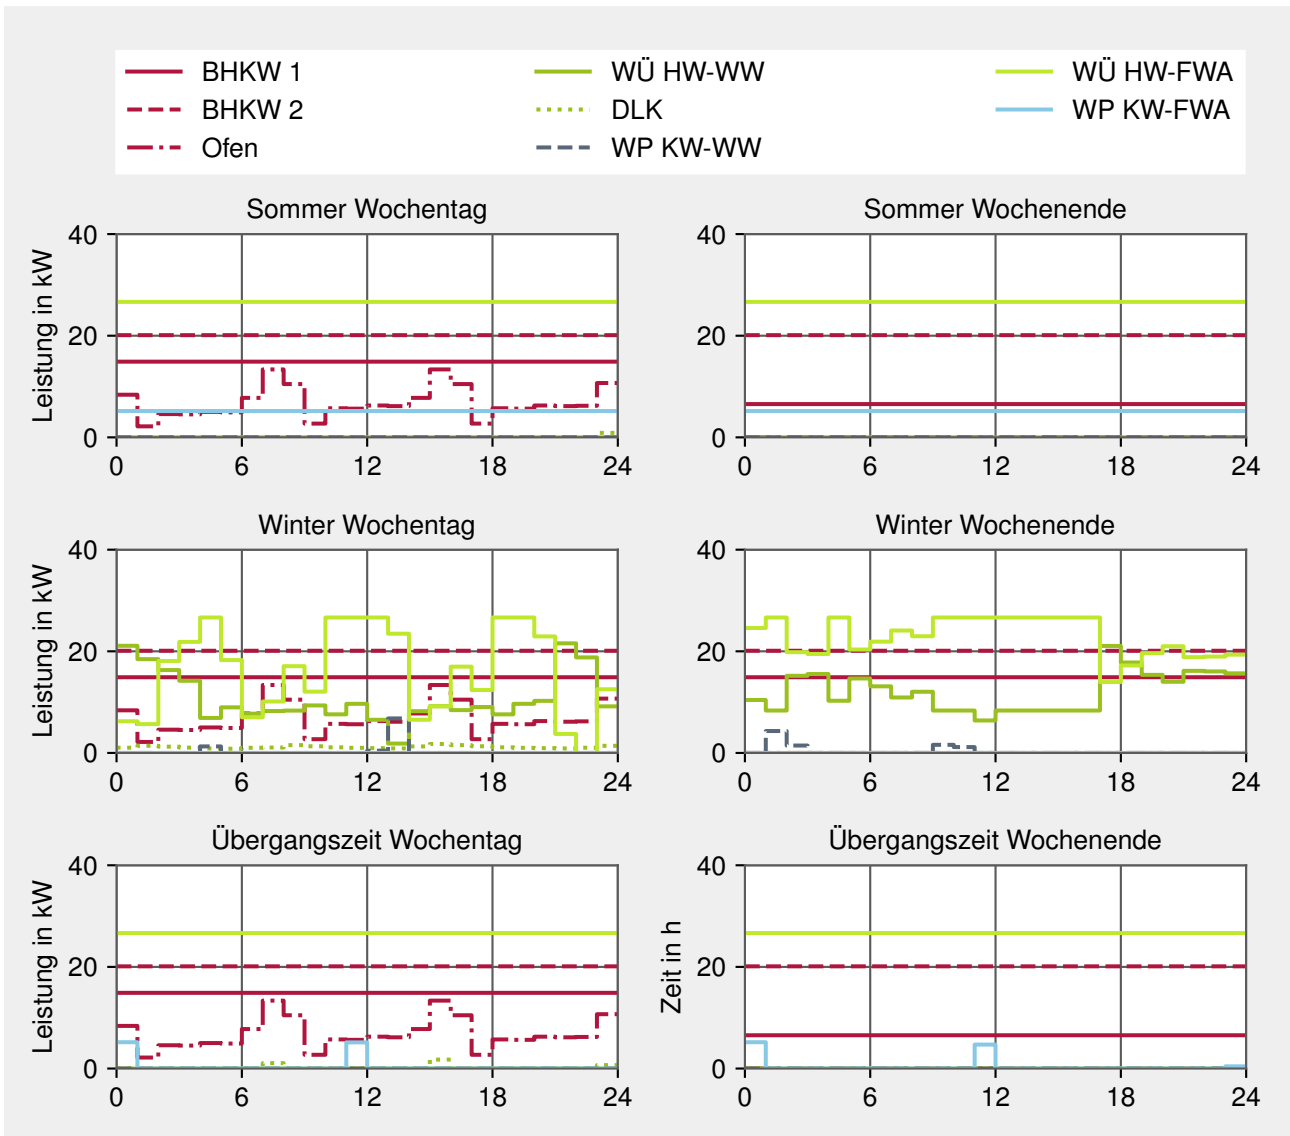 BHKW 1 WÜ HW-WW WÜ HW-FWA
BHKW 2 DLK WP KW-FWA
Ofen WP KW-WW
Sommer Wochentag Sommer Wochenende
Leistung in kW
40 40
20 20
0 0
0 6 12 18 24 0 6 12 18 24
Winter Wochentag Winter Wochenende
Leistung in kW
40 40
20 20
0 0
0 6 12 18 24 0 6 12 18 24
Übergangszeit Wochentag Übergangszeit Wochenende
Leistung in kW Zeit in h
40 40
20 20
0 0
0 6 12 18 24 0 6 12 18 24